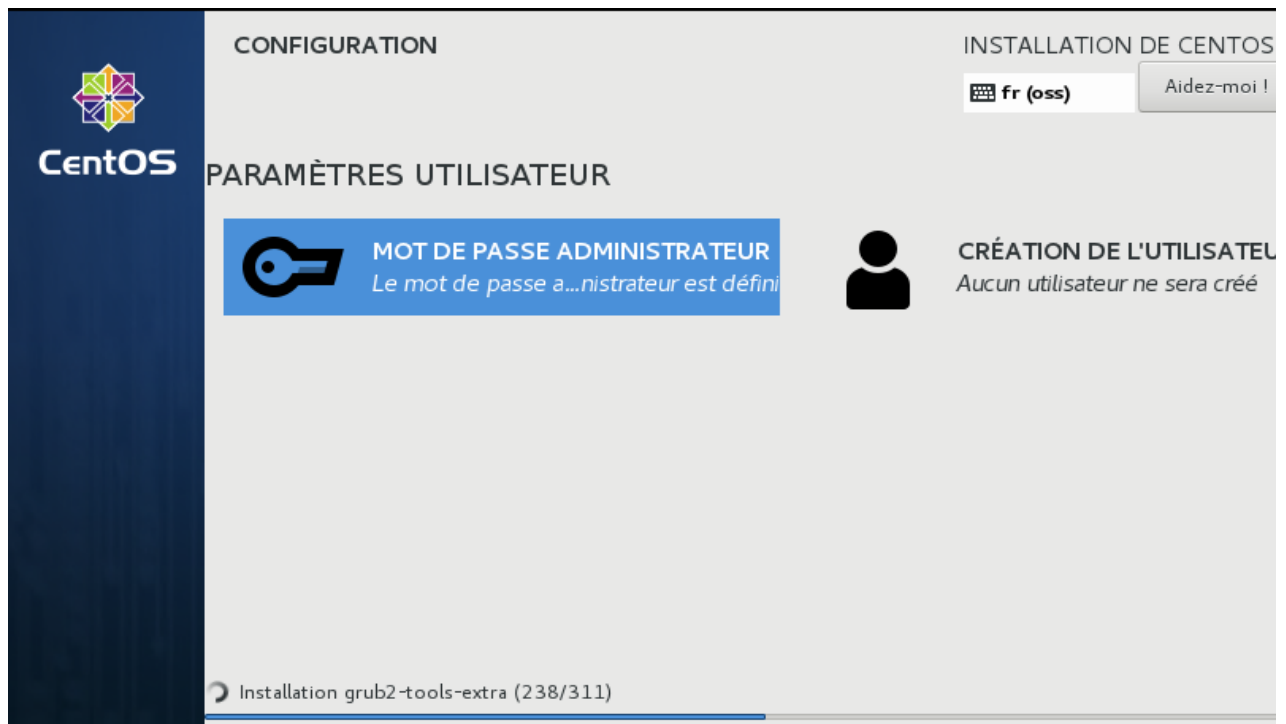 CONFIGURATION
INSTALLATION DE CENTOS
fr (oss)
Aidez-moi !
CentOS
PARAMÈTRES UTILISATEUR
MOT DE PASSE ADMINISTRATEUR
Le mot de passe a...nistrateur est défini
CRÉATION DE L'UTILISATEU
Aucun utilisateur ne sera créé
Installation grub2-tools-extra (238/311)